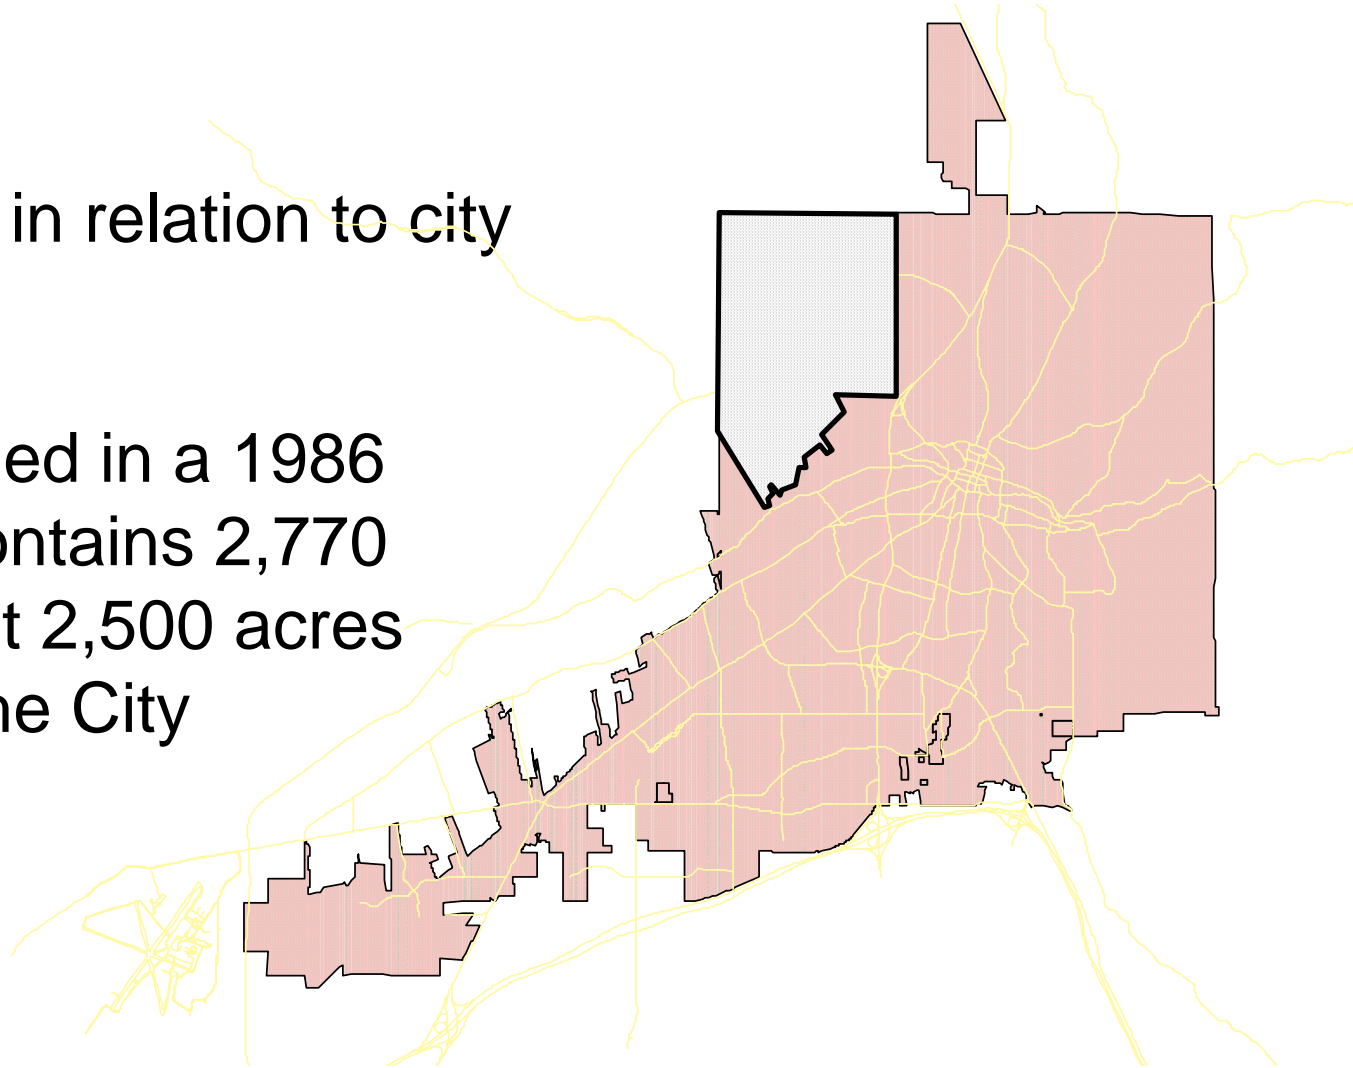 in relation to city
ed in a 1986
ontains 2,770
t 2,500 acres
ne City